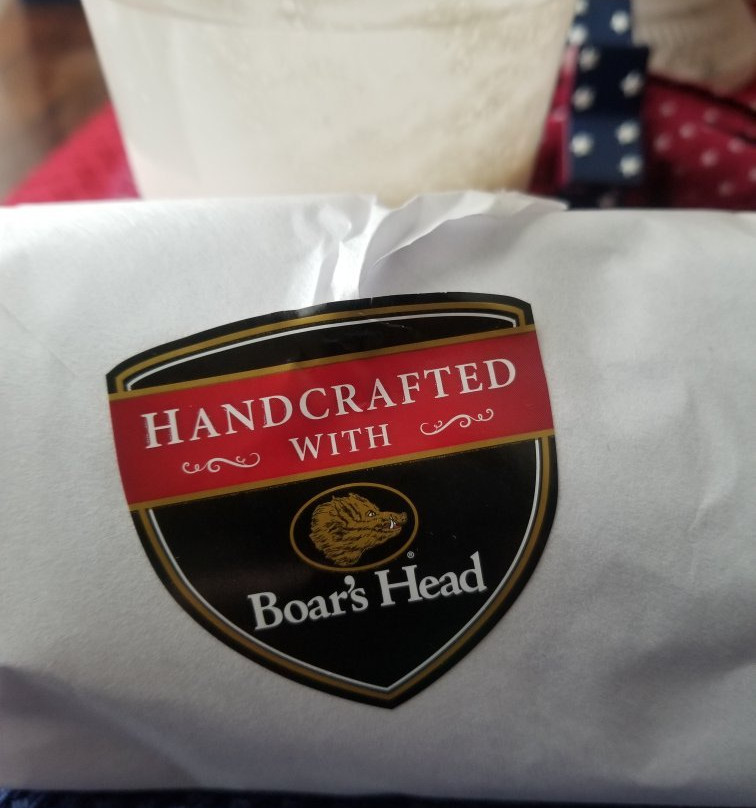 HANDCRAFTED
WITH
®
Boar's Head